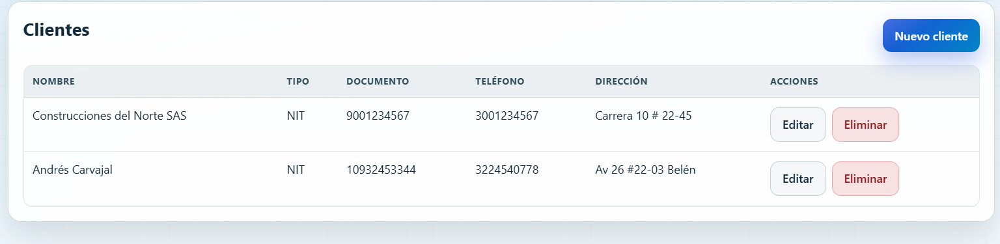 Clientes
Nuevo cliente
NOMBRE TIPO DOCUMENTO TELÉFONO DIRECCIÓN ACCIONES
Construcciones del Norte SAS NIT 9001234567 3001234567 Carrera 10 # 22-45 Editar Eliminar
Andrés Carvajal NIT 10932453344 3224540778 Av 26 #22-03 Belén Editar Eliminar